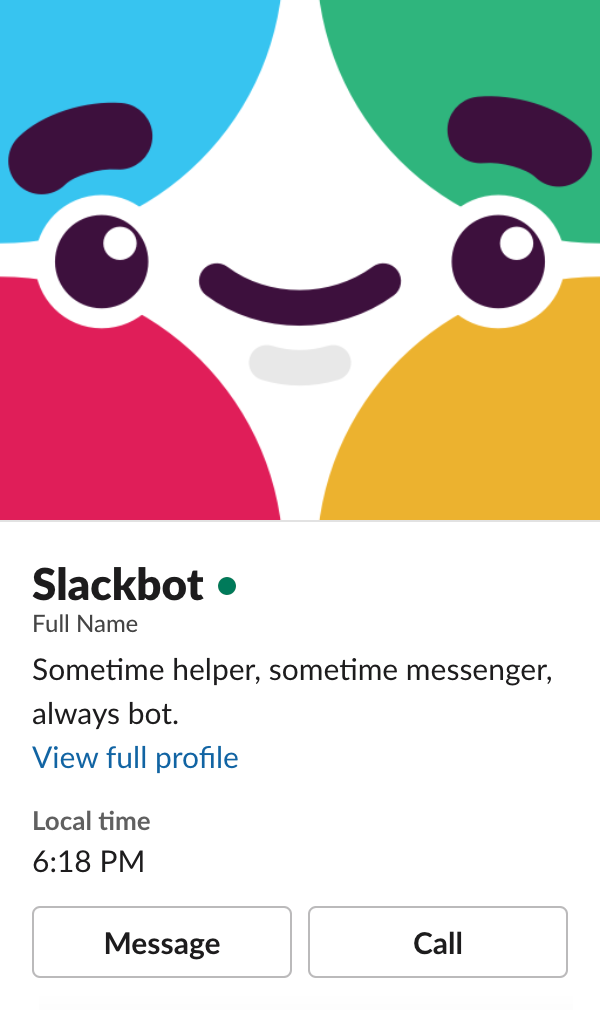 Slackbot
Full Name
Sometime helper, sometime messenger,
always bot.
View full profile
Local time
6:18 PM
Message
Call